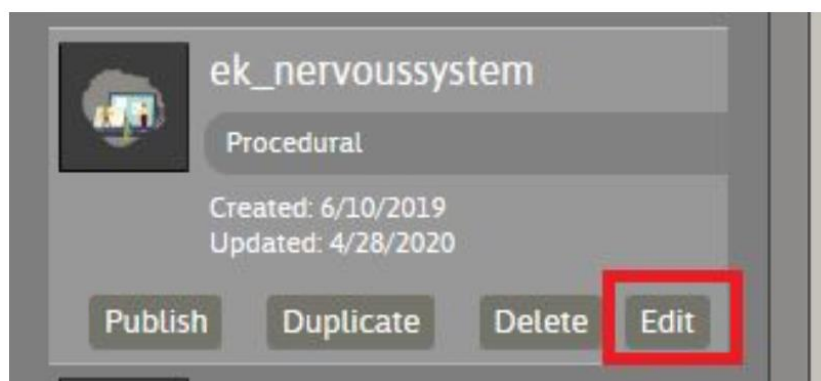 ek_nervoussystem
Procedural
Created: 6/10/2019
Updated: 4/28/2020
Publish Duplicate Delete Edit